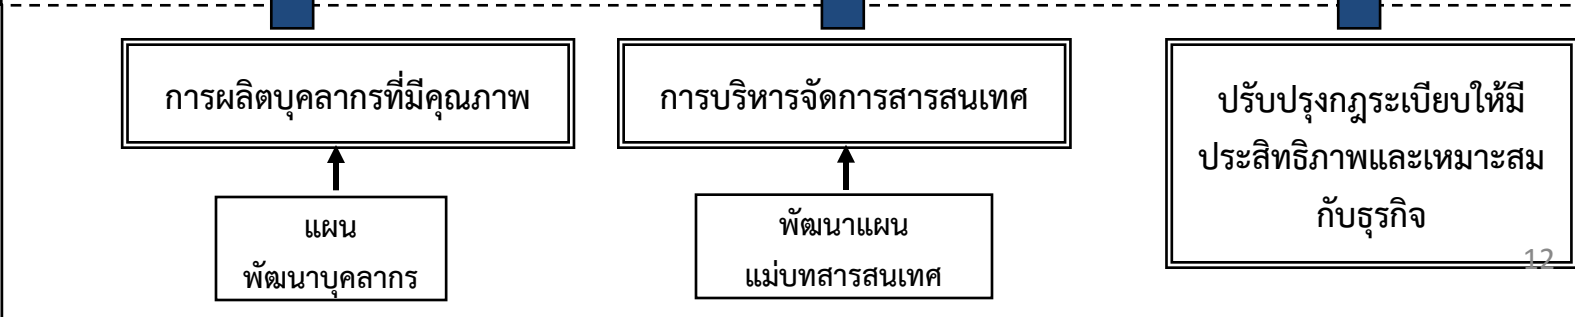 การผลิตบุคลากรที่มีคุณภาพ
แผน
พัฒนาบุคลากร
การบริหารจัดการสารสนเทศ
พัฒนาแผน
แม่บทสารสนเทศ
ปรับปรุงกฎระเบียบให้มี
ประสิทธิภาพและเหมาะสม
กับธุรกิจ
12